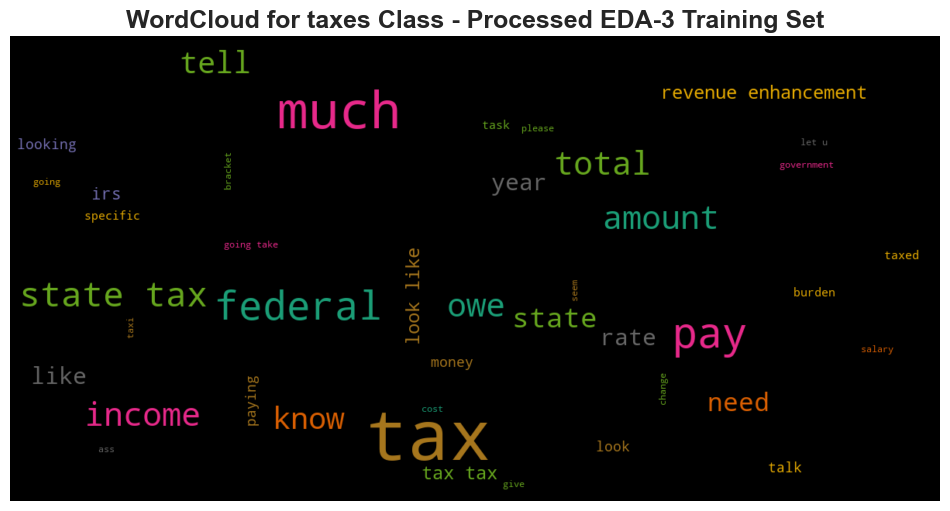 WordCloud for taxes Class - Processed EDA-3 Training Set
tell
much
revenue enhancement
task
please
looking
let u
bracket
total
government
going
year
irs
specific
amount
going take
look like
taxed
state tax
federal
owe
seem
burden
state
taxi
rate
pay
salary
money
like
paying
change
income
know
cost
need
tax
ass
look
tax tax
talk
give